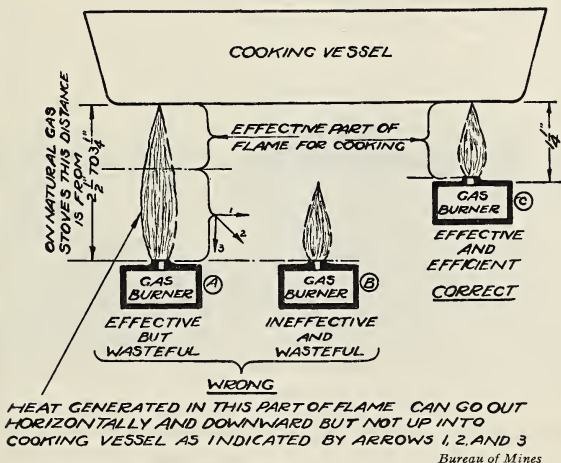 COOKING VESSEL
ON NATURAL GAS
STOVES THIS DISTANCE
IS FROM
2 1/2" TO 3 1/4"
EFFECTIVE PART OF
FLAME FOR COOKING
1 1/2"
1
2
3
GAS
BURNER
A
EFFECTIVE
BUT
WASTEFUL
GAS
BURNER
B
INEFFECTIVE
AND
WASTEFUL
GAS
BURNER
C
EFFECTIVE
AND
EFFICIENT
CORRECT
WRONG
HEAT GENERATED IN THIS PART OF FLAME CAN GO OUT
HORIZONTALLY AND DOWNWARD BUT NOT UP INTO
COOKING VESSEL AS INDICATED BY ARROWS 1, 2, AND 3
Bureau of Mines